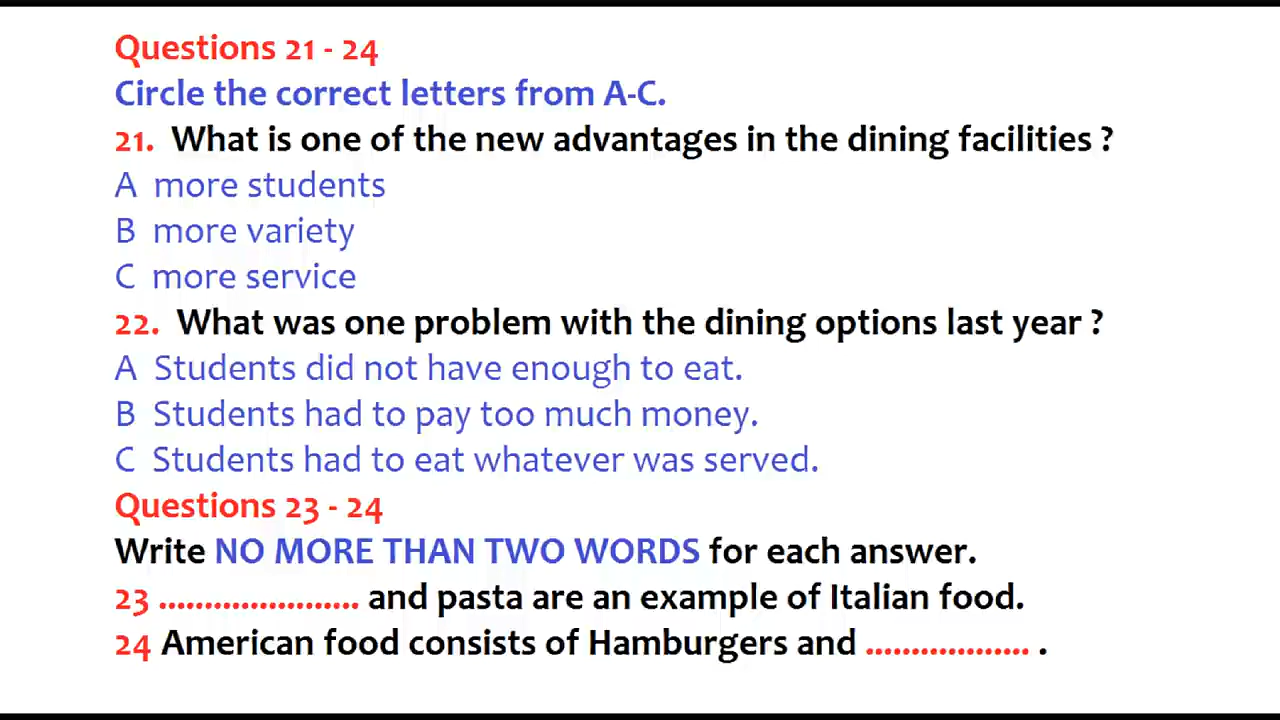 Questions 21 - 24
Circle the correct letters from A-C.
21. What is one of the new advantages in the dining facilities ?
A more students
B more variety
C more service
22. What was one problem with the dining options last year ?
A Students did not have enough to eat.
B Students had to pay too much money.
C Students had to eat whatever was served.
Questions 23 - 24
Write NO MORE THAN TWO WORDS for each answer.
23 ...................... and pasta are an example of Italian food.
24 American food consists of Hamburgers and .................. .